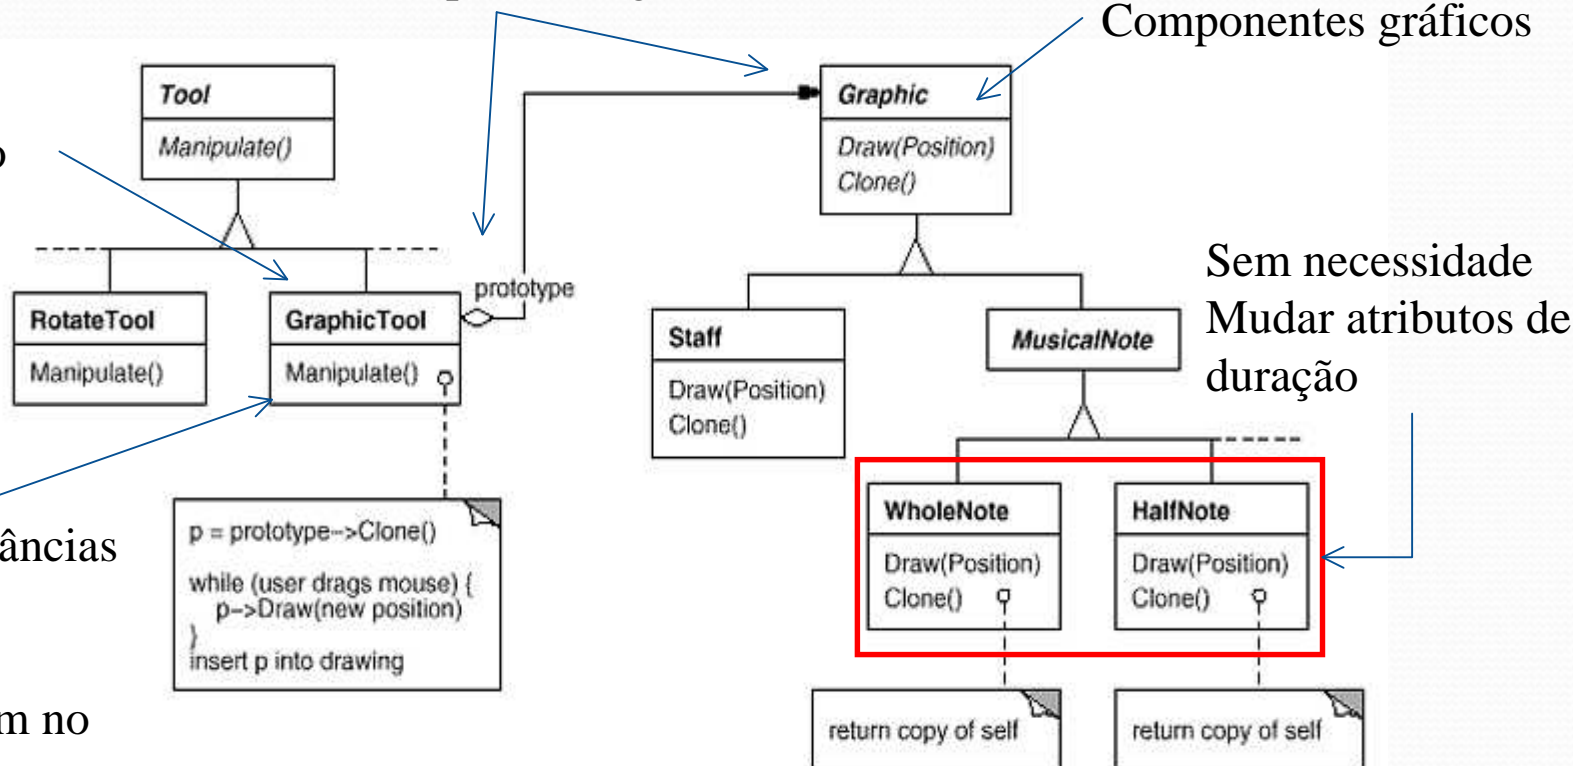 Componentes gráficos
Tool
Manipulate()
Graphic
Draw(Position)
Clone()
o
RotateTool
Manipulate()
GraphicTool
Manipulate()
prototype
Staff
Draw(Position)
Clone()
MusicalNote
Sem necessidade
Mudar atributos de
duração
WholeNote
Draw(Position)
Clone()
HalfNote
Draw(Position)
Clone()
âncias
p = prototype->Clone()
while (user drags mouse) {
p->Draw(new position)
}
insert p into drawing
m no
return copy of self
return copy of self